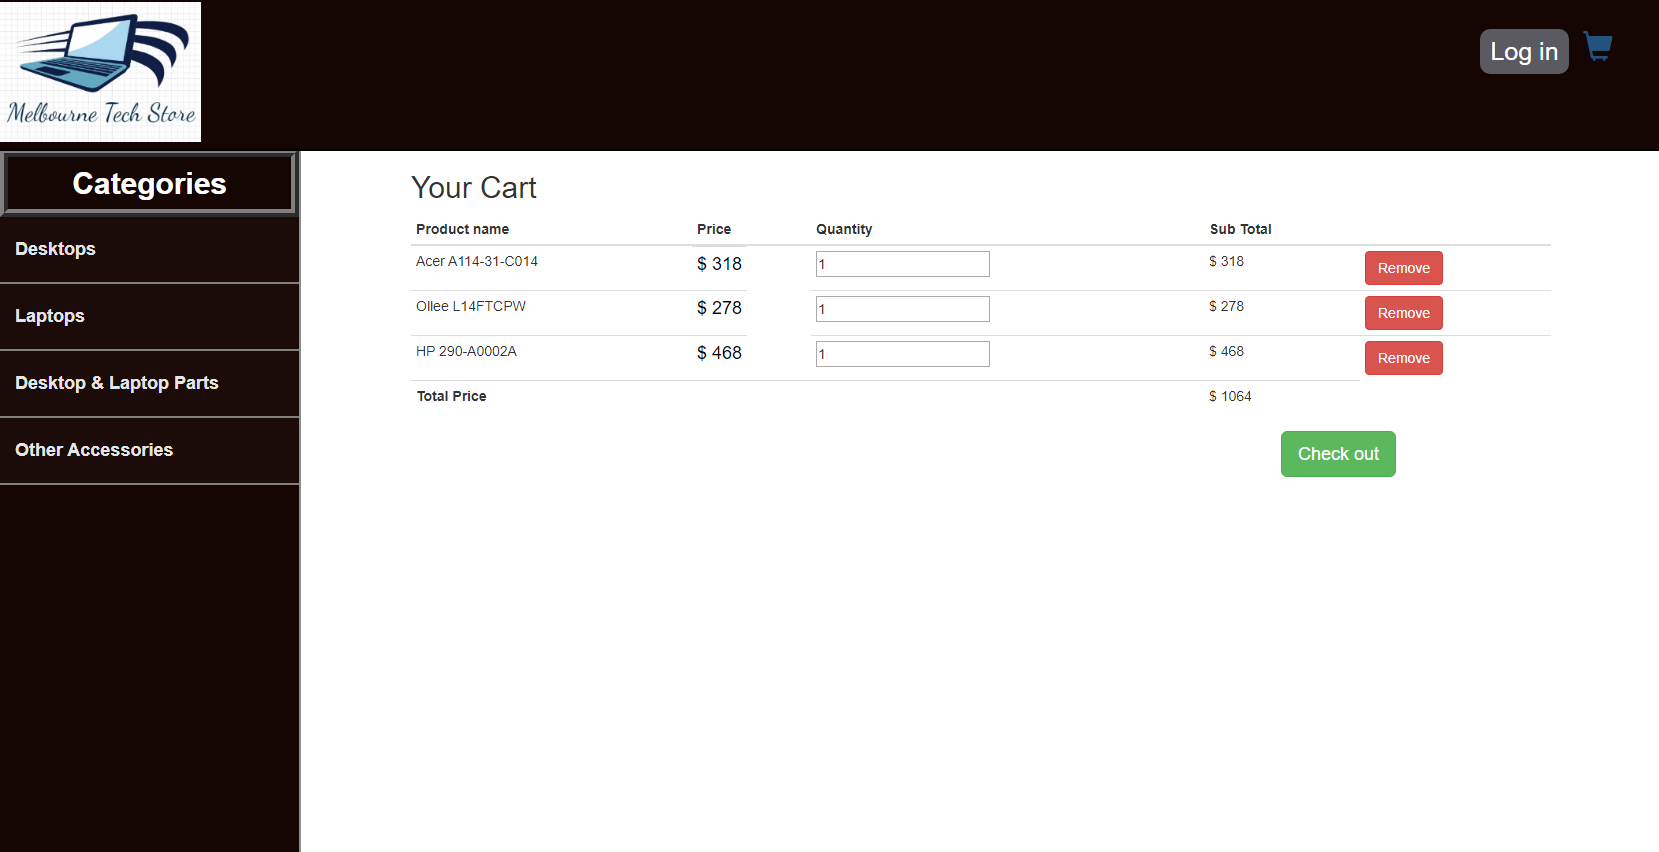 Melbourne Tech Store
Log in
Categories
Desktops
Laptops
Desktop & Laptop Parts
Other Accessories
Your Cart
Product name Price Quantity Sub Total
Acer A114-31-C014 $ 318 1 $ 318 Remove
Ollee L14FTCPW $ 278 1 $ 278 Remove
HP 290-A0002A $ 468 1 $ 468 Remove
Total Price $ 1064
Check out